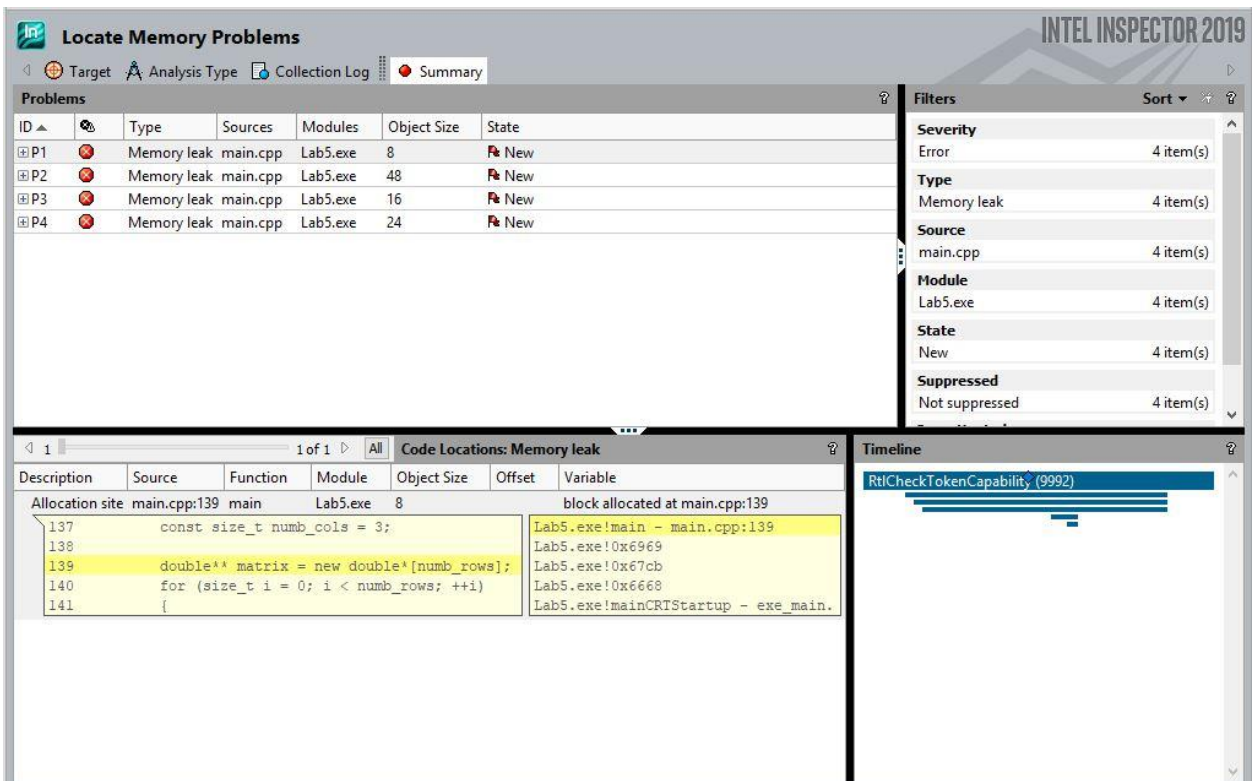 Locate Memory Problems
INTEL INSPECTOR 2019
Target Analysis Type Collection Log Summary
Problems
ID Type Sources Modules Object Size State
P1 Memory leak main.cpp Lab5.exe 8 New
P2 Memory leak main.cpp Lab5.exe 48 New
P3 Memory leak main.cpp Lab5.exe 16 New
P4 Memory leak main.cpp Lab5.exe 24 New
Filters Sort ?
Severity
Error 4 item(s)
Type
Memory leak 4 item(s)
Source
main.cpp 4 item(s)
Module
Lab5.exe 4 item(s)
State
New 4 item(s)
Suppressed
Not suppressed 4 item(s)
1 1 of 1 All Code Locations: Memory leak ?
Description Source Function Module Object Size Offset Variable
Allocation site main.cpp:139 main Lab5.exe 8 block allocated at main.cpp:139
137 const size_t numb_cols = 3;
138
139 double** matrix = new double*[numb_rows];
140 for (size_t i = 0; i < numb_rows; ++i)
141 {
Lab5.exe!main - main.cpp:139
Lab5.exe!0x6969
Lab5.exe!0x67cb
Lab5.exe!0x6668
Lab5.exe!mainCRTStartup - exe_main.
Timeline ?
RtlCheckTokenCapability (9992)